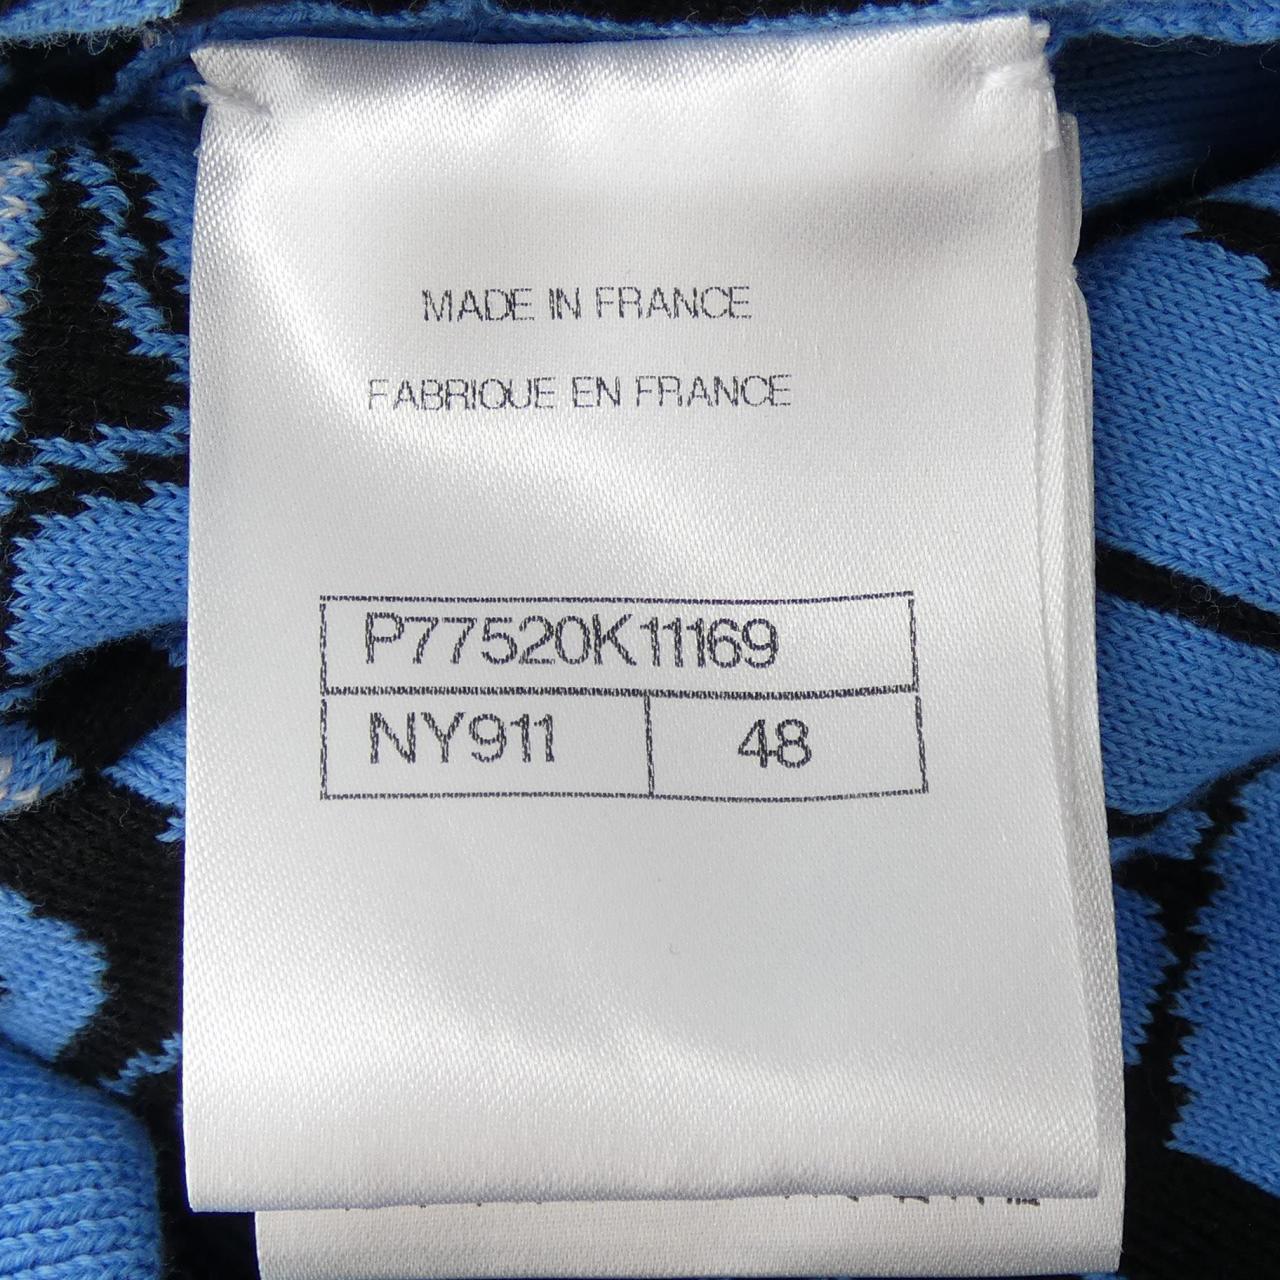 MADE IN FRANCE
FABRIQUE EN FRANCE
P77520K11169
NY911 48